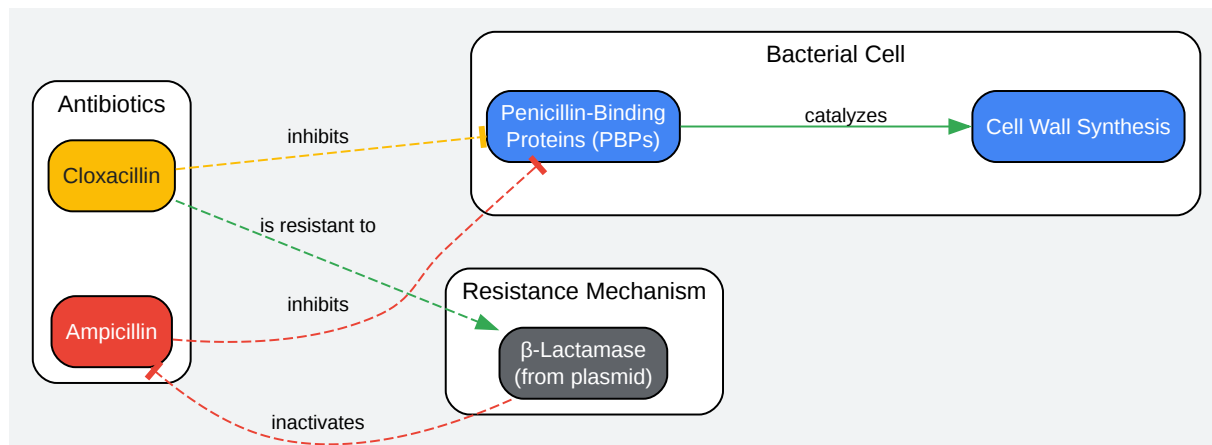 Bacterial Cell
Antibiotics
Penicillin-Binding
Proteins (PBPs)
catalyzes
Cell Wall Synthesis
inhibits
Cloxacillin
is resistant to
Resistance Mechanism
inhibits
Ampicillin
β-Lactamase
(from plasmid)
inactivates